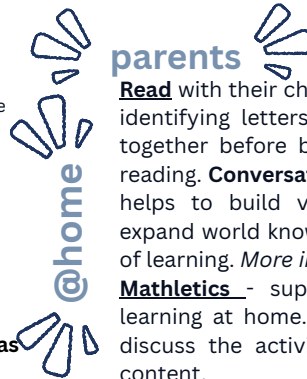 parents
@home
Read with their ch
identifying letters
together before b
reading. Conversa
helps to build v
expand world know
of learning. More i
Mathletics - sup
learning at home.
discuss the activ
content.
e
as